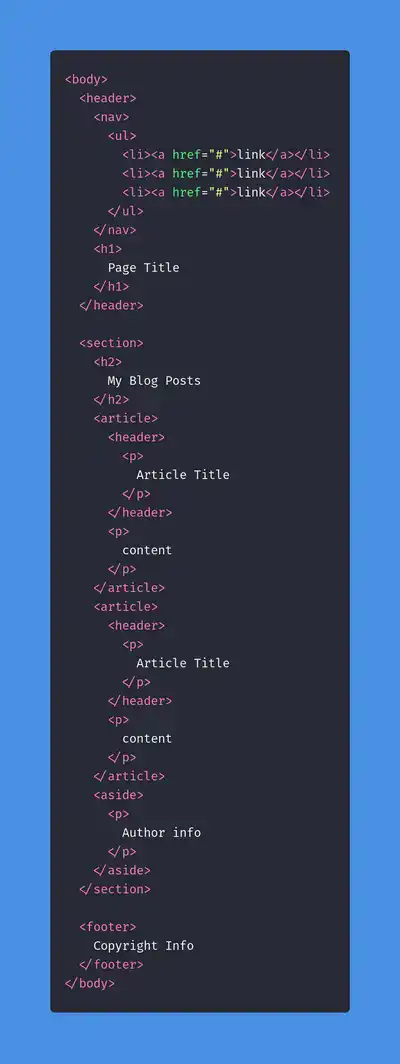 <body>
  <header>
    <nav>
      <ul>
        <li><a href="#">link</a></li>
        <li><a href="#">link</a></li>
        <li><a href="#">link</a></li>
      </ul>
    </nav>
    <h1>
      Page Title
    </h1>
  </header>

  <section>
    <h2>
      My Blog Posts
    </h2>
    <article>
      <header>
        <p>
          Article Title
        </p>
      </header>
      <p>
        content
      </p>
    </article>
    <article>
      <header>
        <p>
          Article Title
        </p>
      </header>
      <p>
        content
      </p>
    </article>
    <aside>
      <p>
        Author info
      </p>
    </aside>
  </section>

  <footer>
    Copyright Info
  </footer>
</body>